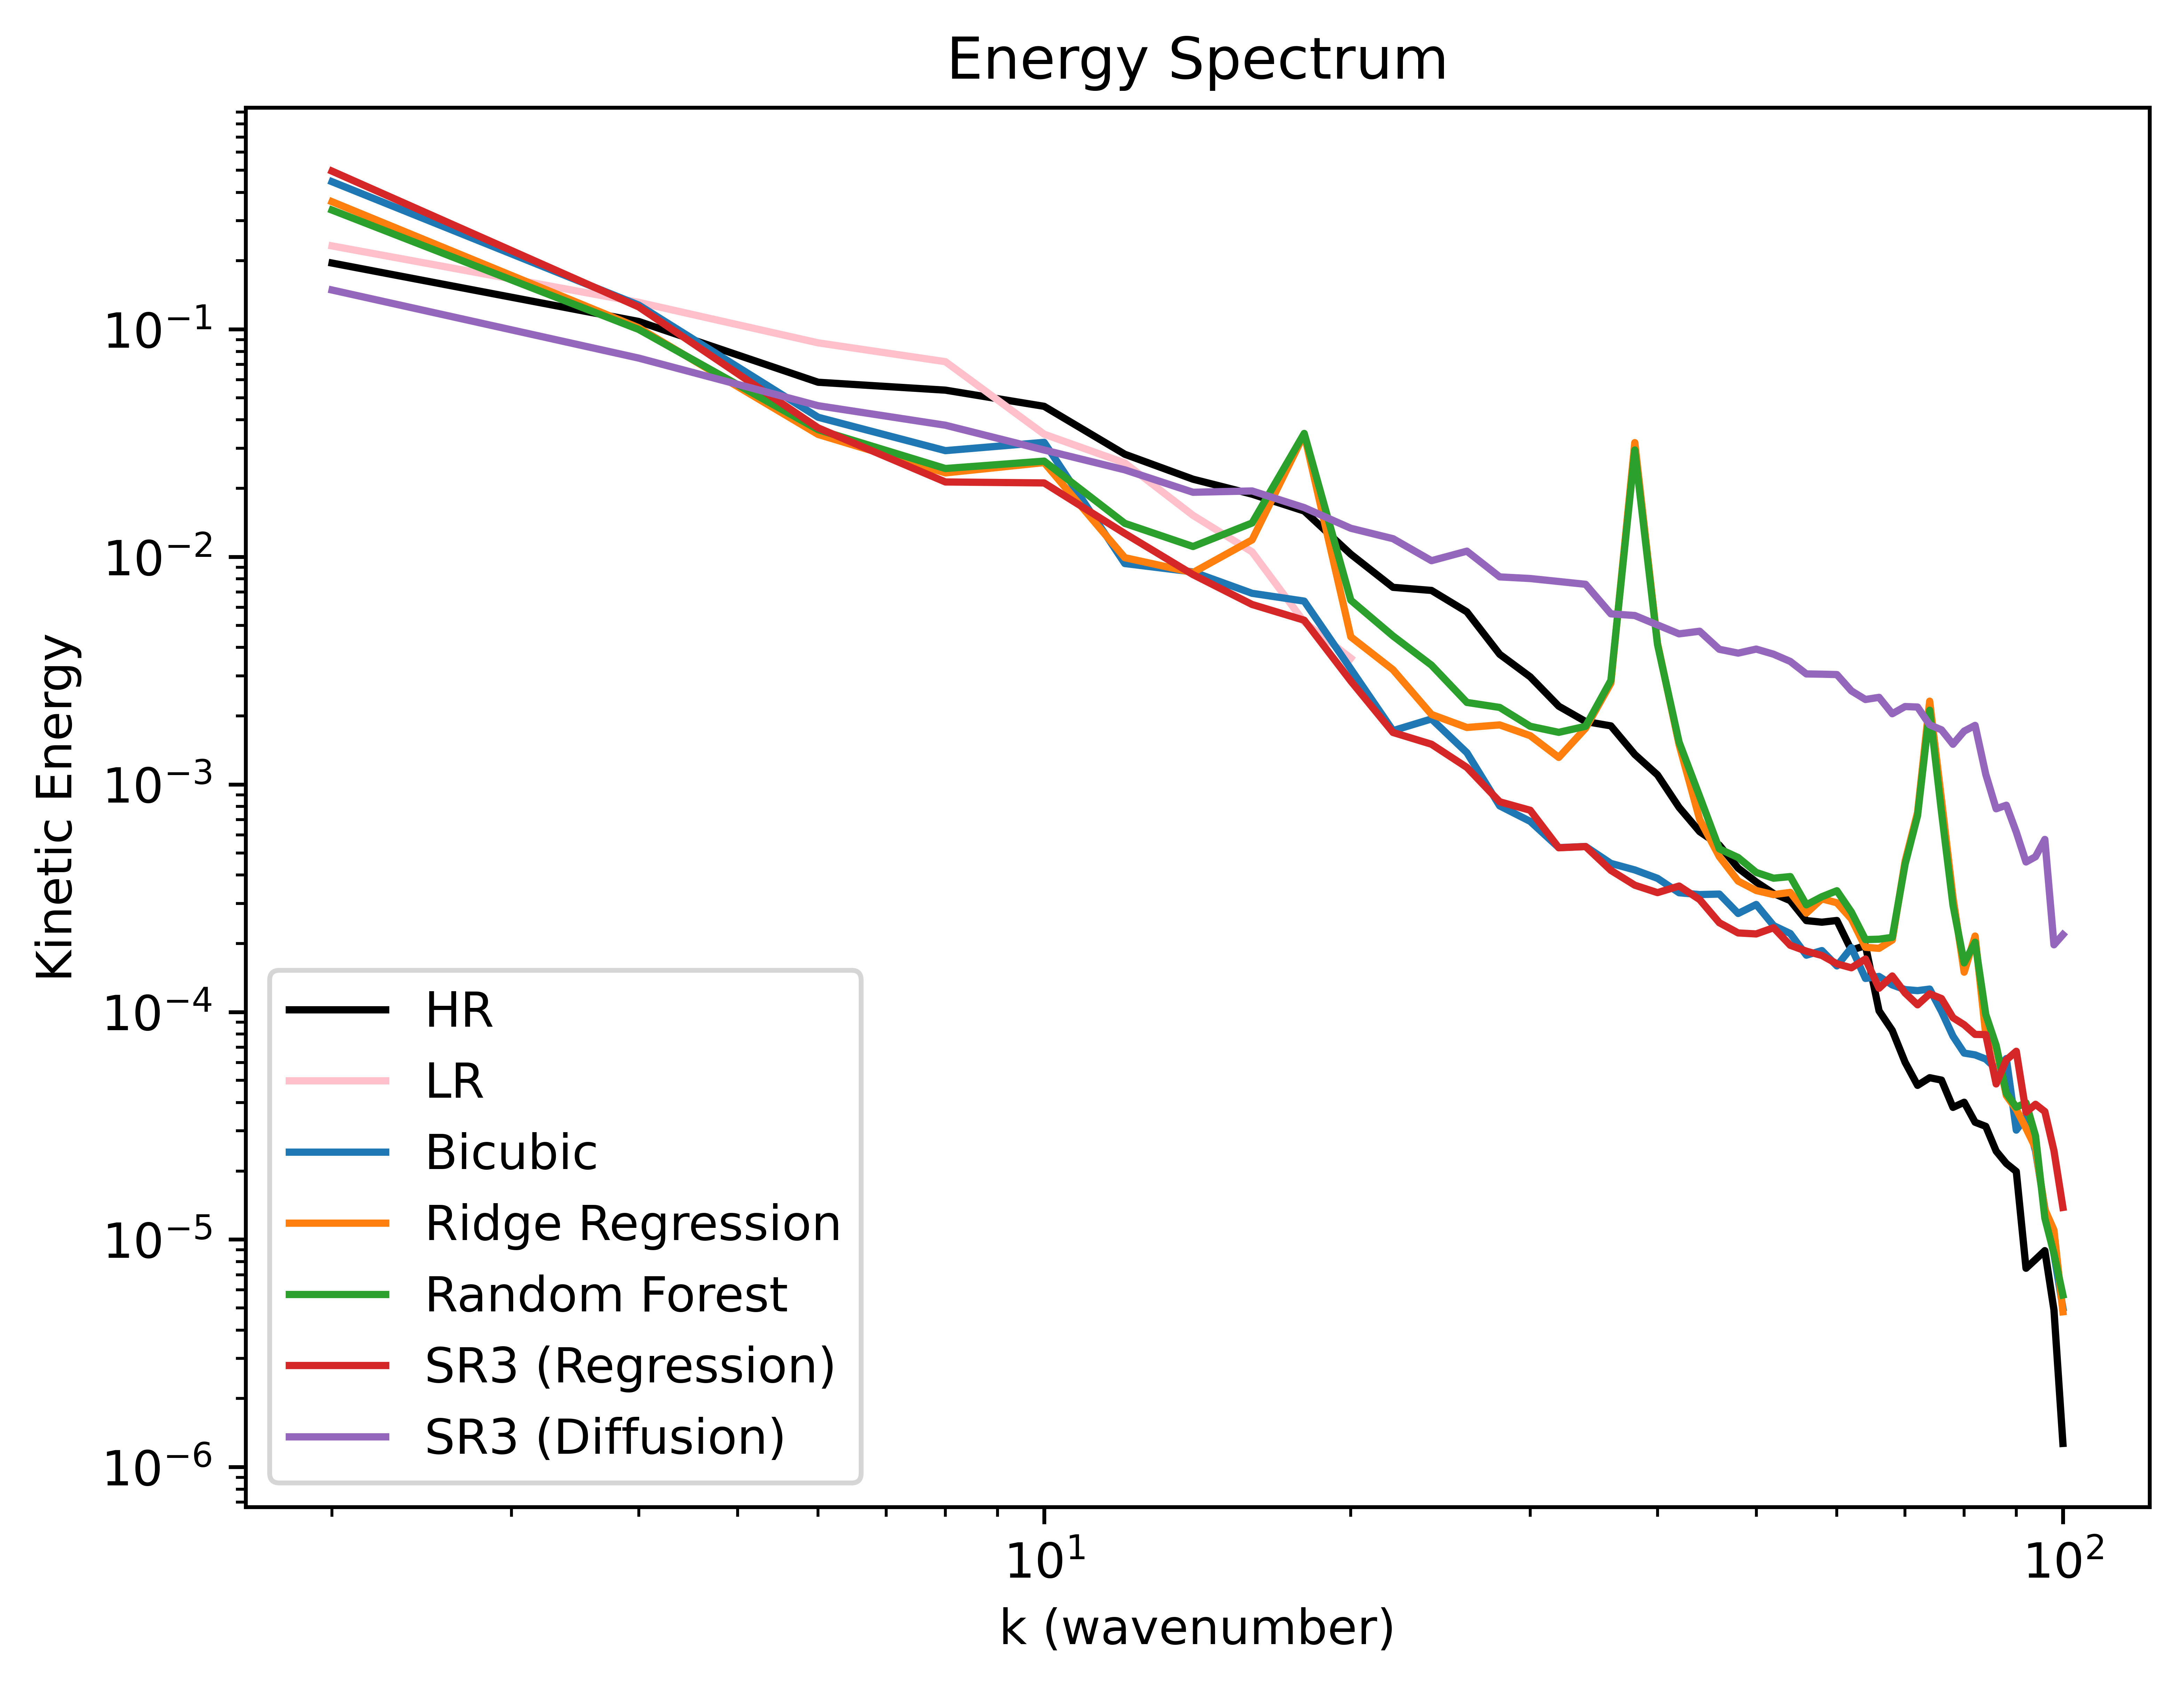 Energy Spectrum
Kinetic Energy
10⁻¹
10⁻²
10⁻³
10⁻⁴
10⁻⁵
10⁻⁶
HR
LR
Bicubic
Ridge Regression
Random Forest
SR3 (Regression)
SR3 (Diffusion)
10¹
10²
k (wavenumber)